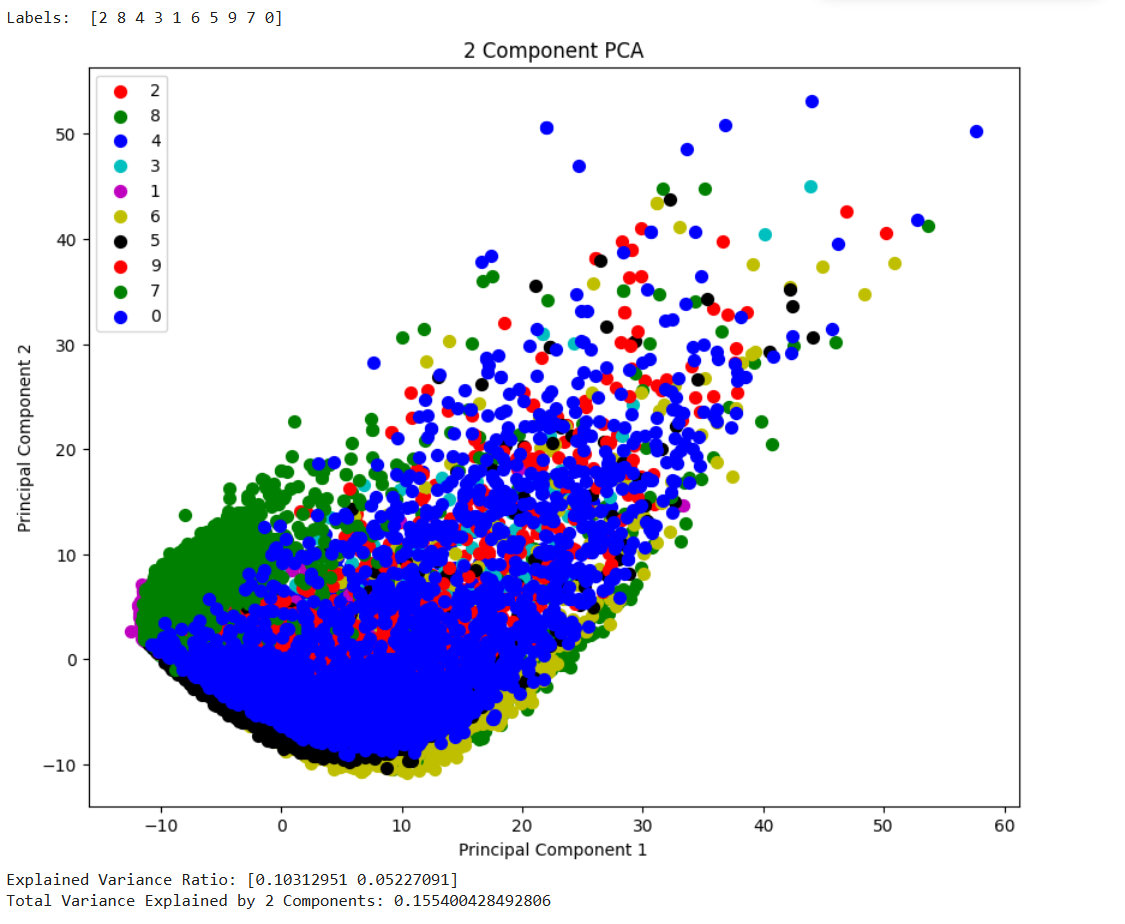 Labels:  [2 8 4 3 1 6 5 9 7 0]
2 Component PCA
2
8
4
3
1
6
5
9
7
0
50
40
30
20
10
0
−10
Principal Component 2
−10 0 10 20 30 40 50 60
Principal Component 1
Explained Variance Ratio: [0.10312951 0.05227091]
Total Variance Explained by 2 Components: 0.155400428492806